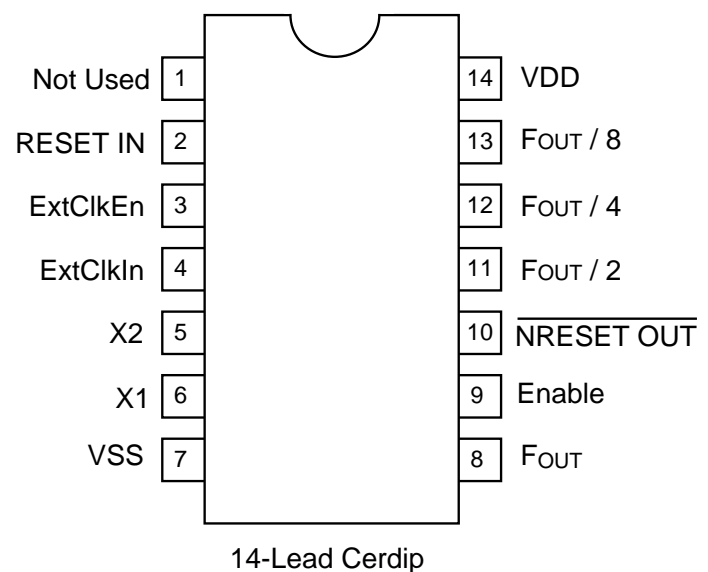 Not Used 1 14 VDD
RESET IN 2 13 FOUT / 8
ExtClkEn 3 12 FOUT / 4
ExtClkIn 4 11 FOUT / 2
X2 5 10 NRESET OUT
X1 6 9 Enable
VSS 7 8 FOUT
14-Lead Cerdip